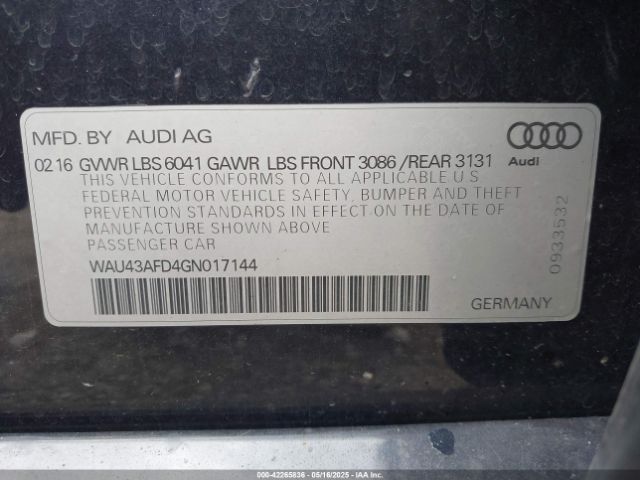 MFD. BY AUDI AG
02 16 GVWR LBS 6041 GAWR LBS FRONT 3086 /REAR 3131
Audi
THIS VEHICLE CONFORMS TO ALL APPLICABLE U S
FEDERAL MOTOR VEHICLE SAFETY, BUMPER AND THEFT
PREVENTION STANDARDS IN EFFECT ON THE DATE OF
MANUFACTURE SHOWN ABOVE
PASSENGER CAR
WAU43AFD4GN017144
0933532
GERMANY
000-42265836 - 05/16/2025 - IAAI.COM